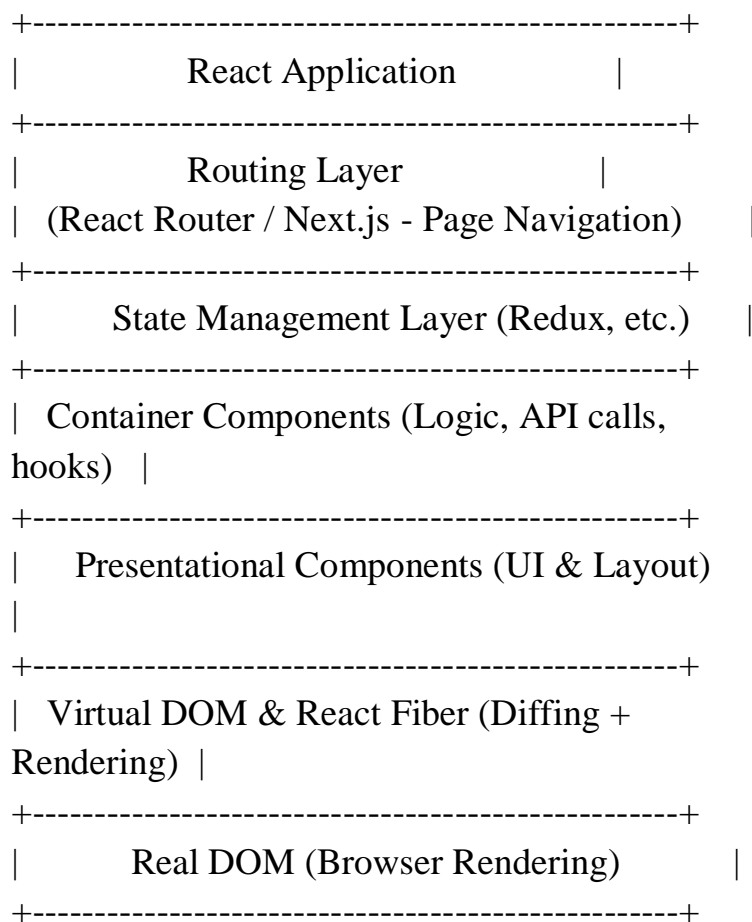 +----------------------------------------------------+
|                React Application                |
+----------------------------------------------------+
|                Routing Layer                    |
|   (React Router / Next.js - Page Navigation)       |
+----------------------------------------------------+
|         State Management Layer (Redux, etc.)      |
+----------------------------------------------------+
|   Container Components (Logic, API calls,
hooks)   |
+----------------------------------------------------+
|     Presentational Components (UI & Layout)
|
+----------------------------------------------------+
|   Virtual DOM & React Fiber (Diffing +
Rendering)  |
+----------------------------------------------------+
|           Real DOM (Browser Rendering)           |
+----------------------------------------------------+